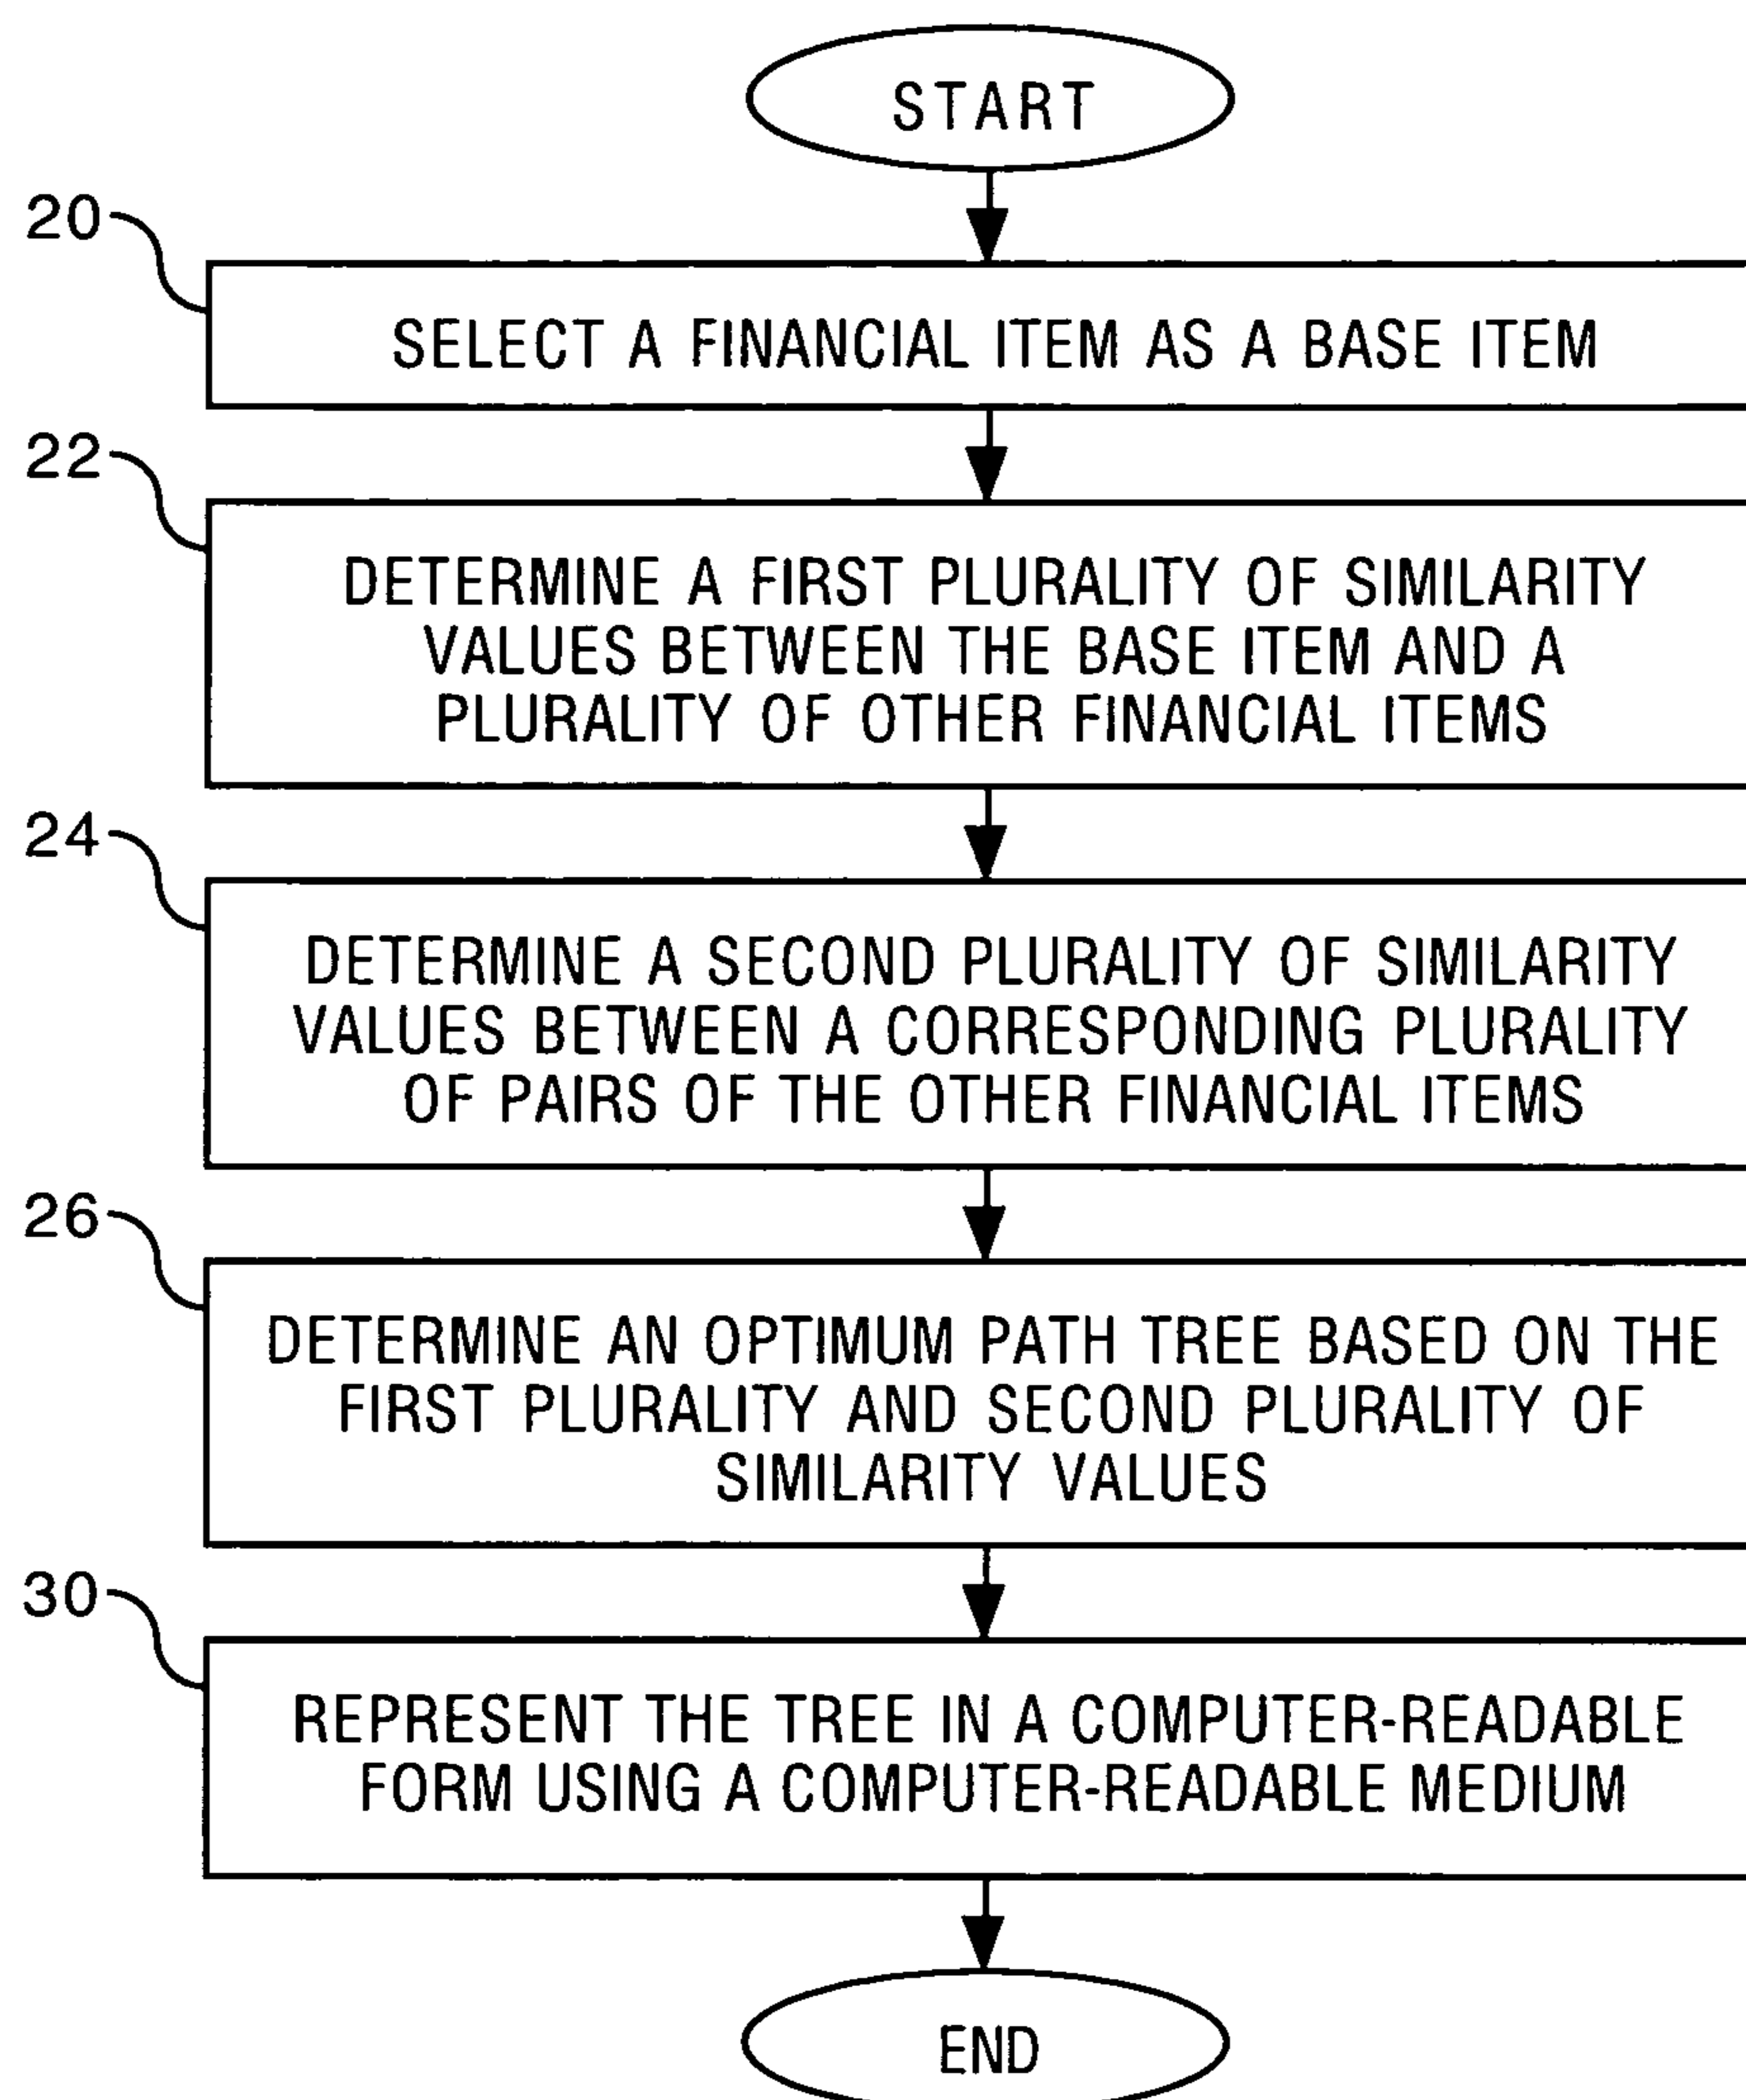 START
20
SELECT A FINANCIAL ITEM AS A BASE ITEM
22
DETERMINE A FIRST PLURALITY OF SIMILARITY
VALUES BETWEEN THE BASE ITEM AND A
PLURALITY OF OTHER FINANCIAL ITEMS
24
DETERMINE A SECOND PLURALITY OF SIMILARITY
VALUES BETWEEN A CORRESPONDING PLURALITY
OF PAIRS OF THE OTHER FINANCIAL ITEMS
26
DETERMINE AN OPTIMUM PATH TREE BASED ON THE
FIRST PLURALITY AND SECOND PLURALITY OF
SIMILARITY VALUES
30
REPRESENT THE TREE IN A COMPUTER-READABLE
FORM USING A COMPUTER-READABLE MEDIUM
END